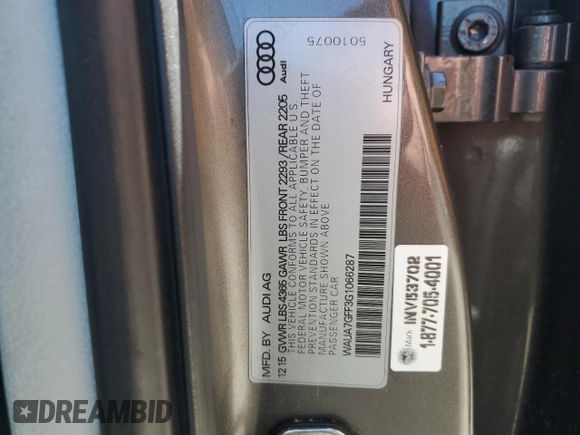 MFD. BY AUDI AG
12 15 GVWR LBS 4365 GAWR LBS FRONT 2293 / REAR 2205
THIS VEHICLE CONFORMS TO ALL APPLICABLE U.S.
FEDERAL MOTOR VEHICLE SAFETY, BUMPER AND THEFT
PREVENTION STANDARDS IN EFFECT ON THE DATE OF
MANUFACTURE SHOWN ABOVE
PASSENGER CAR
WAUA7GFF3G1066287
HUNGARY
Audi
5010075
Mark INV53702
1-877-705-4001
DREAMBID